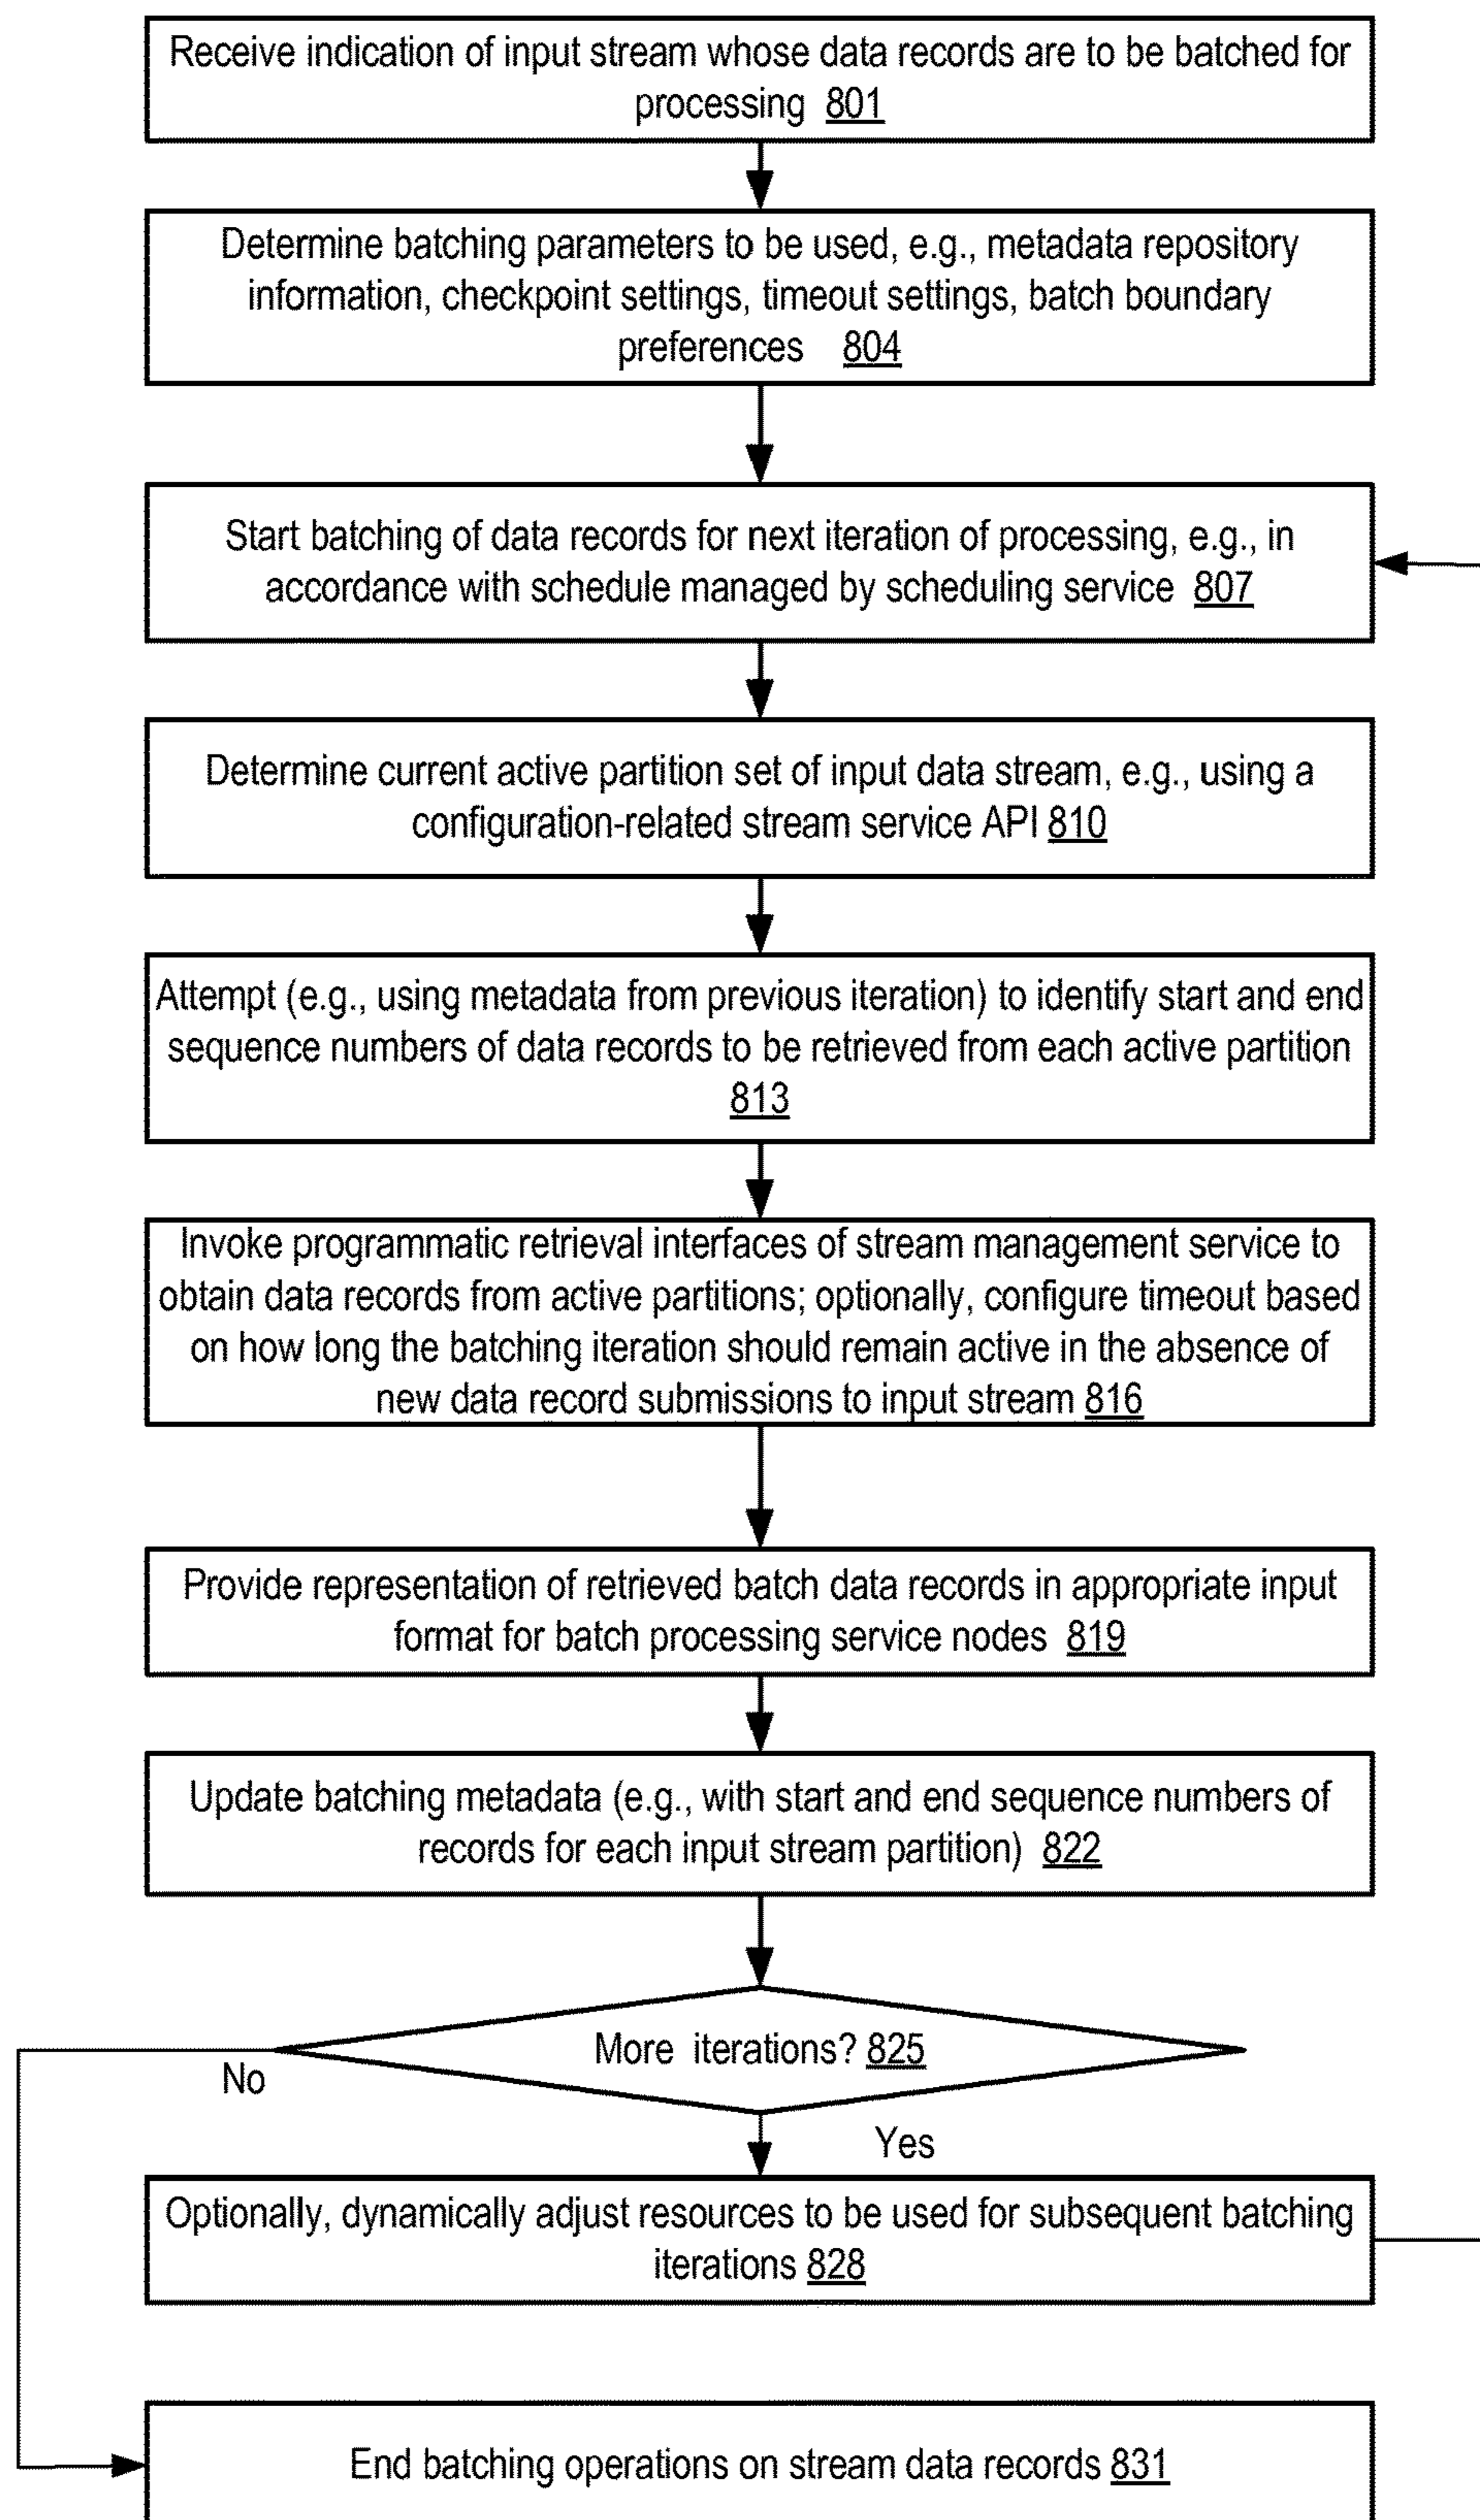 Receive indication of input stream whose data records are to be batched for
processing 801
Determine batching parameters to be used, e.g., metadata repository
information, checkpoint settings, timeout settings, batch boundary
preferences 804
Start batching of data records for next iteration of processing, e.g., in
accordance with schedule managed by scheduling service 807
Determine current active partition set of input data stream, e.g., using a
configuration-related stream service API 810
Attempt (e.g., using metadata from previous iteration) to identify start and end
sequence numbers of data records to be retrieved from each active partition
813
Invoke programmatic retrieval interfaces of stream management service to
obtain data records from active partitions; optionally, configure timeout based
on how long the batching iteration should remain active in the absence of
new data record submissions to input stream 816
Provide representation of retrieved batch data records in appropriate input
format for batch processing service nodes 819
Update batching metadata (e.g., with start and end sequence numbers of
records for each input stream partition) 822
More iterations? 825
No
Yes
Optionally, dynamically adjust resources to be used for subsequent batching
iterations 828
End batching operations on stream data records 831